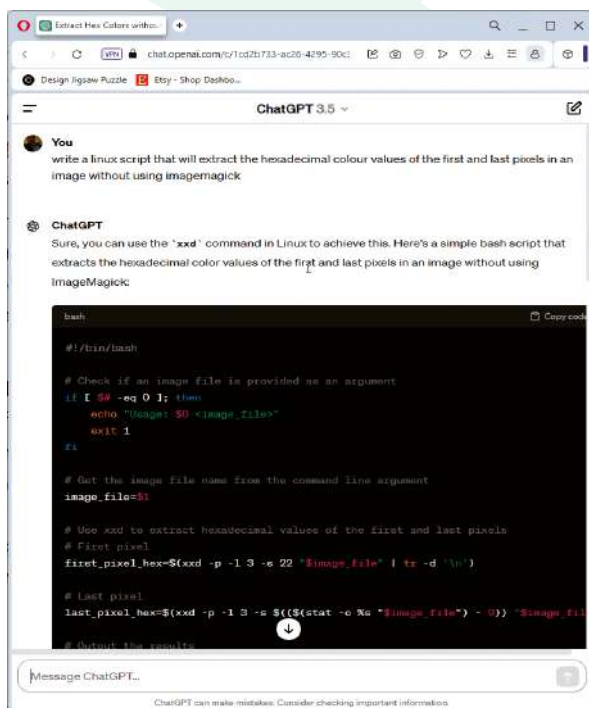 Extract Hex Colors withou
VPN chat.openai.com/c/1cd2b733-ac26-4295-90c
Design Jigsaw Puzzle Etsy - Shop Dashbo...
ChatGPT 3.5
You
write a linux script that will extract the hexadecimal colour values of the first and last pixels in an
image without using imagemagick
ChatGPT
Sure, you can use the `xxd` command in Linux to achieve this. Here's a simple bash script that
extracts the hexadecimal color values of the first and last pixels in an image without using
ImageMagick:
bash Copy code
#!/bin/bash
# Check if an image file is provided as an argument
if [ $# -eq 0 ]; then
echo "Usage: $0 <image_file>"
exit 1
fi
# Get the image file name from the command line argument
image_file=$1
# Use xxd to extract hexadecimal values of the first and last pixels
# First pixel
first_pixel_hex=$(xxd -p -l 3 -s 22 "$image_file" | tr -d '\n')
# Last pixel
last_pixel_hex=$(xxd -p -l 3 -s $(($(stat -c %s "$image_file") - 9)) "$image_fil
# Output the results
Message ChatGPT...
ChatGPT can make mistakes. Consider checking important information.